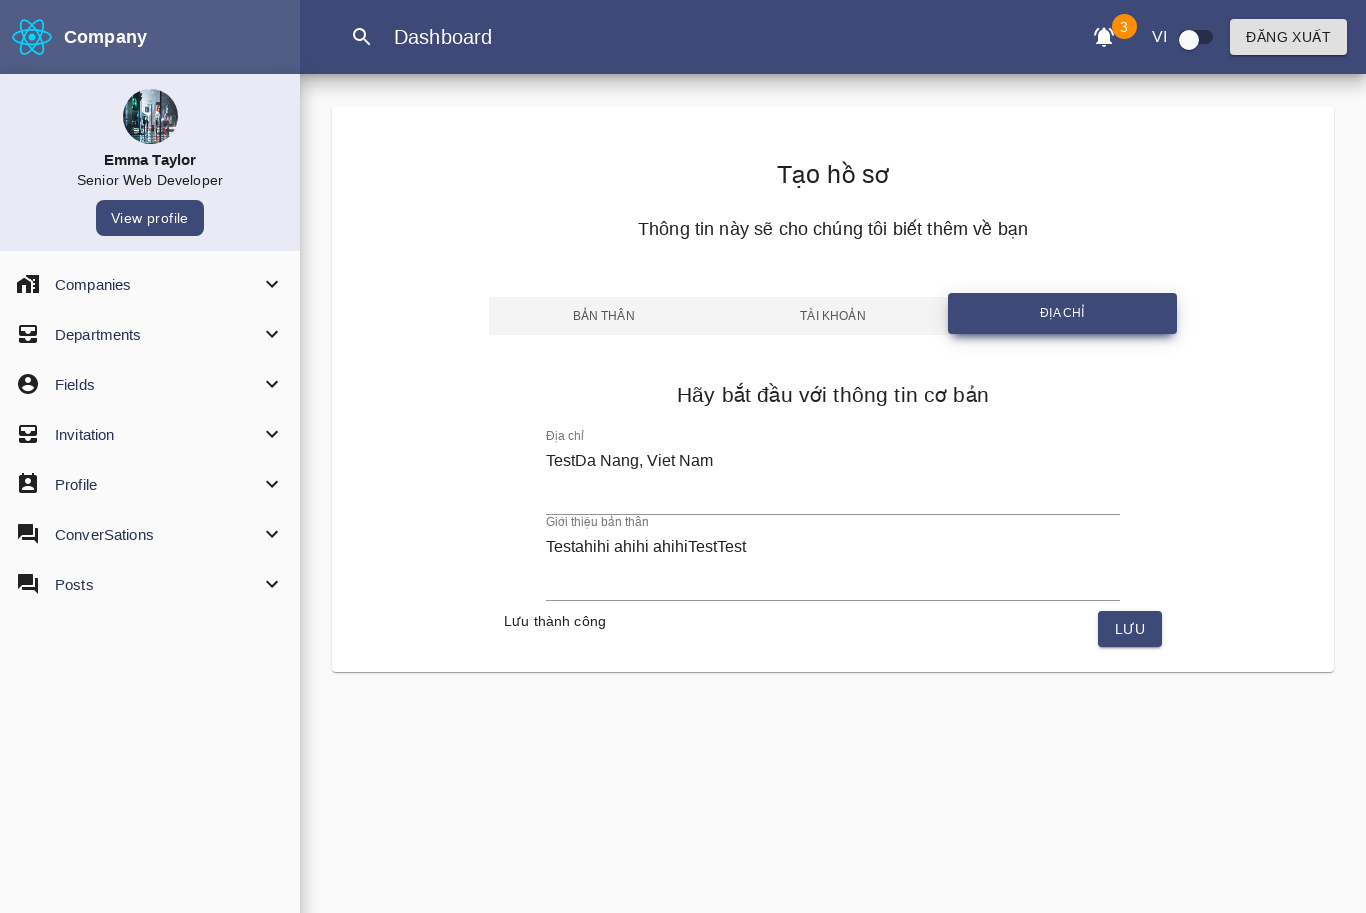 Company
Dashboard
3
VI
ĐĂNG XUẤT
Emma Taylor
Senior Web Developer
View profile
Companies
Departments
Fields
Invitation
Profile
ConverSations
Posts
Tạo hồ sơ
Thông tin này sẽ cho chúng tôi biết thêm về bạn
BẢN THÂN
TÀI KHOẢN
ĐỊA CHỈ
Hãy bắt đầu với thông tin cơ bản
Địa chỉ
TestDa Nang, Viet Nam
Giới thiệu bản thân
Testahihi ahihi ahihiTestTest
Lưu thành công
LƯU